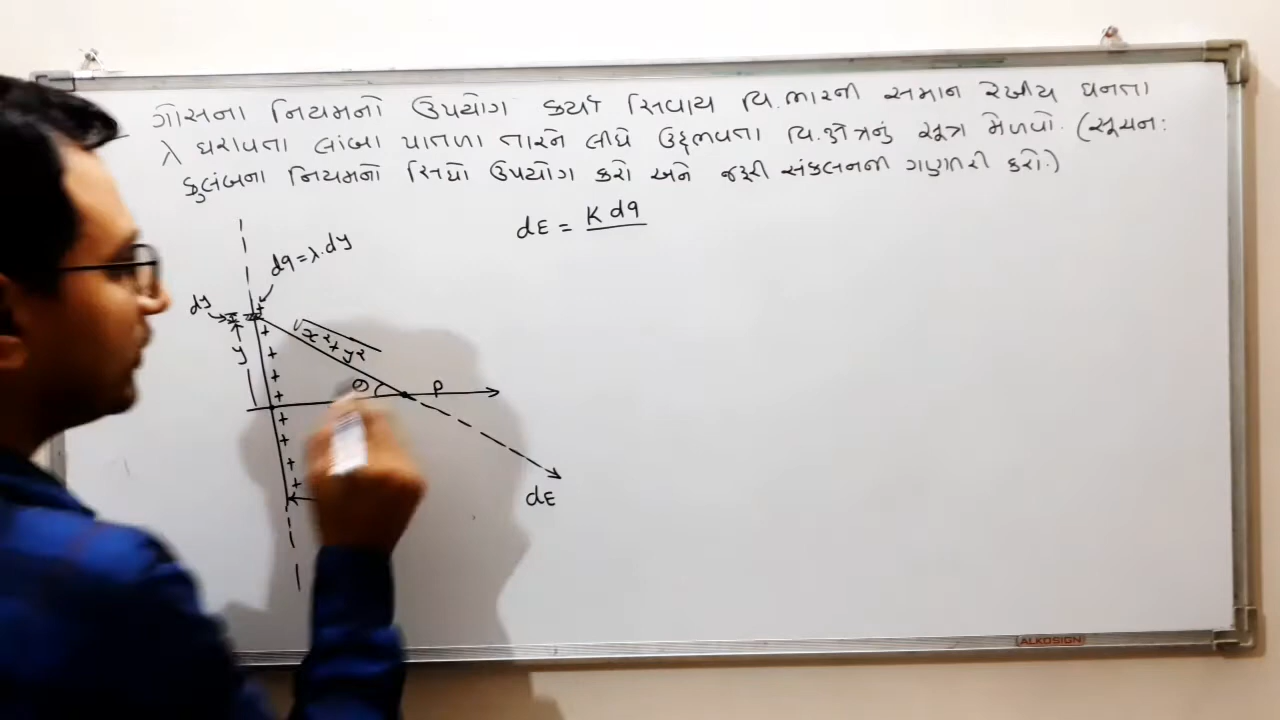 ગૉસના નિયમનો ઉપયોગ કર્યા સિવાય વિ.ભારની સમાન રેખીય ઘનતા
λ ધરાવતા લાંબા પાતળા તારને લીધે ઉદ્ભવતા વિ.ક્ષેત્રનું સૂત્ર મેળવો. (સૂચન:
કુલંબના નિયમનો સિધો ઉપયોગ કરો અને જરૂરી સંકલનની ગણતરી કરો.)
dE = K dq
dq = λ.dy
dy
y
√x²+y²
θ
P
dE
ALKOSIGN